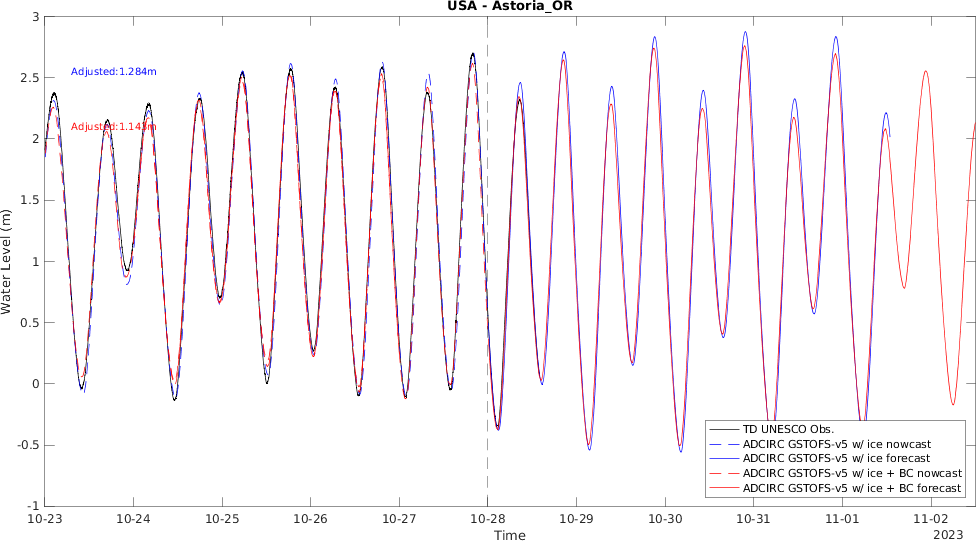 USA - Astoria_OR
3
2.5
2
1.5
1
0.5
0
-0.5
-1
Water Level (m)
Adjusted:1.284m
Adjusted:1.143m
TD UNESCO Obs.
ADCIRC GSTOFS-v5 w/ ice nowcast
ADCIRC GSTOFS-v5 w/ ice forecast
ADCIRC GSTOFS-v5 w/ ice + BC nowcast
ADCIRC GSTOFS-v5 w/ ice + BC forecast
10-23 10-24 10-25 10-26 10-27 10-28 10-29 10-30 10-31 11-01 11-02
Time
2023